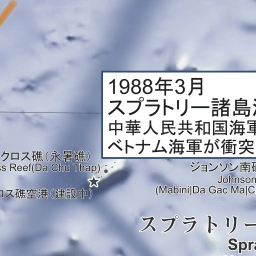 1988年3月
スプラトリー諸島
中華人民共和国海軍
ベトナム海軍が衝突
クロス礁(永暑礁)
ss Reef(Da Chu Thap)
ロス礁空港(建設中)
ジョンソン南礁
Johnson
(Mabini|Da Gac Ma|C
スプラトリー
Spra